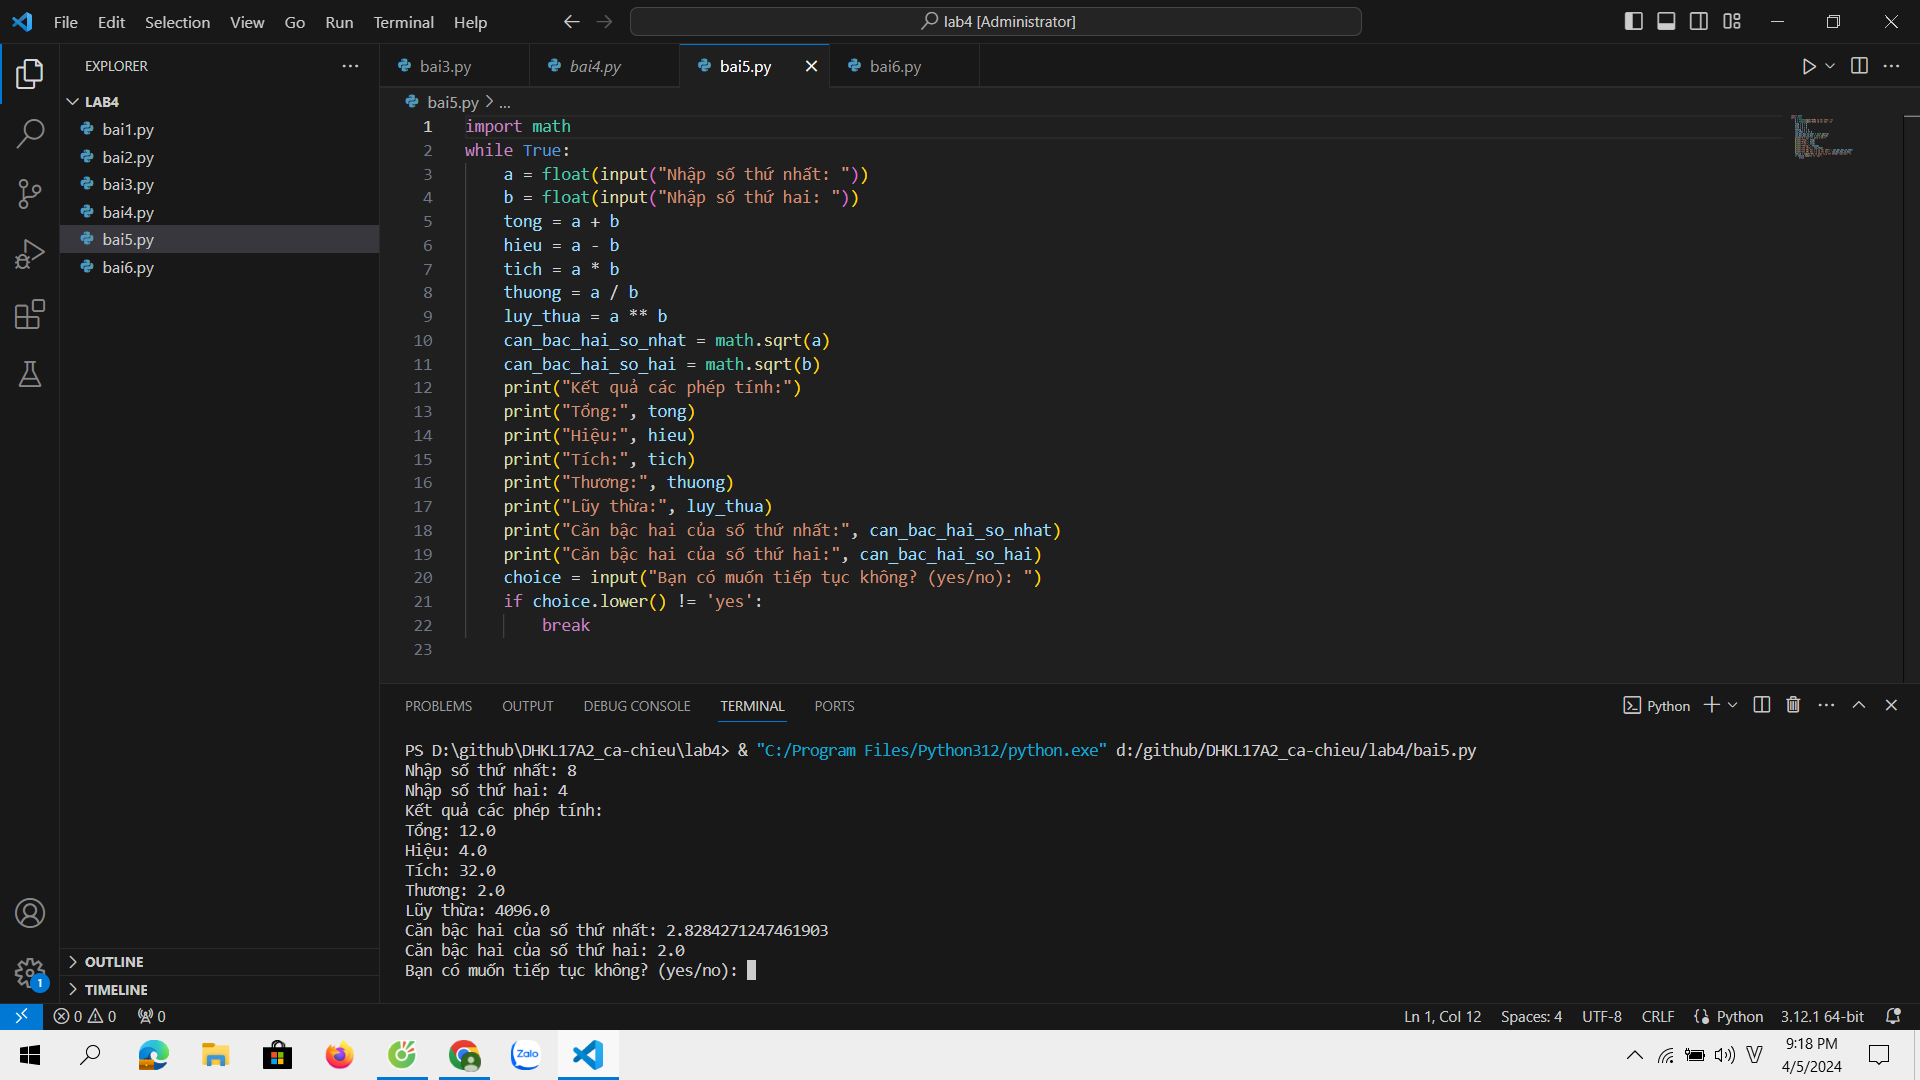 File Edit Selection View Go Run Terminal Help
lab4 [Administrator]
EXPLORER
LAB4
bai1.py
bai2.py
bai3.py
bai4.py
bai5.py
bai6.py
OUTLINE
TIMELINE
bai3.py bai4.py bai5.py bai6.py
bai5.py > ...
1 import math
2 while True:
3 a = float(input("Nhập số thứ nhất: "))
4 b = float(input("Nhập số thứ hai: "))
5 tong = a + b
6 hieu = a - b
7 tich = a * b
8 thuong = a / b
9 luy_thua = a ** b
10 can_bac_hai_so_nhat = math.sqrt(a)
11 can_bac_hai_so_hai = math.sqrt(b)
12 print("Kết quả các phép tính:")
13 print("Tổng:", tong)
14 print("Hiệu:", hieu)
15 print("Tích:", tich)
16 print("Thương:", thuong)
17 print("Lũy thừa:", luy_thua)
18 print("Căn bậc hai của số thứ nhất:", can_bac_hai_so_nhat)
19 print("Căn bậc hai của số thứ hai:", can_bac_hai_so_hai)
20 choice = input("Bạn có muốn tiếp tục không? (yes/no): ")
21 if choice.lower() != 'yes':
22 break
23
PROBLEMS OUTPUT DEBUG CONSOLE TERMINAL PORTS
Python
PS D:\github\DHKL17A2_ca-chieu\lab4> & "C:/Program Files/Python312/python.exe" d:/github/DHKL17A2_ca-chieu/lab4/bai5.py
Nhập số thứ nhất: 8
Nhập số thứ hai: 4
Kết quả các phép tính:
Tổng: 12.0
Hiệu: 4.0
Tích: 32.0
Thương: 2.0
Lũy thừa: 4096.0
Căn bậc hai của số thứ nhất: 2.8284271247461903
Căn bậc hai của số thứ hai: 2.0
Bạn có muốn tiếp tục không? (yes/no):
1
0 0 0
Ln 1, Col 12 Spaces: 4 UTF-8 CRLF Python 3.12.1 64-bit
Zalo
V
9:18 PM
4/5/2024